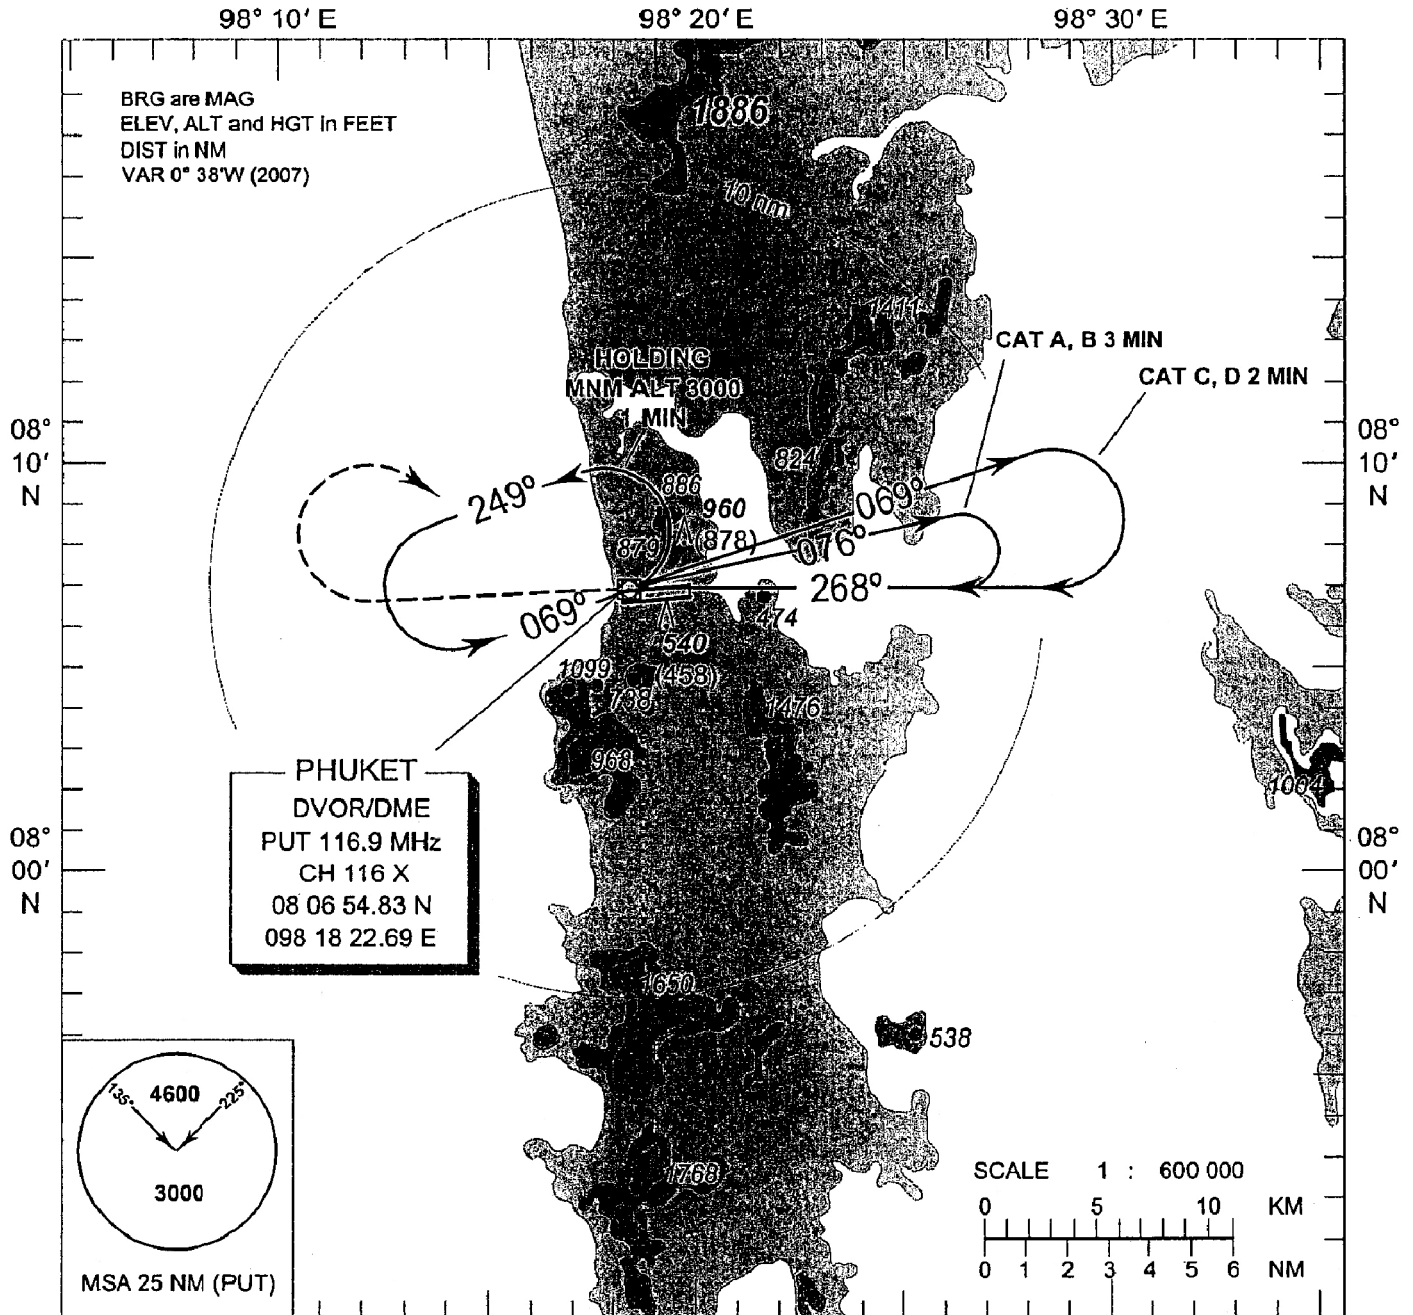 98° 10' E
98° 20' E
98° 30' E
BRG are MAG
ELEV, ALT and HGT in FEET
DIST in NM
VAR 0° 38'W (2007)
1886
10 nm
1411
CAT A, B 3 MIN
CAT C, D 2 MIN
HOLDING
MNM ALT 3000
1 MIN
08°
10'
N
08°
10'
N
824
249°
886
960
(878)
879
069°
076°
268°
069°
474
540
(458)
1099
738
1476
968
1004
PHUKET
DVOR/DME
PUT 116.9 MHz
CH 116 X
08 06 54.83 N
098 18 22.69 E
08°
00'
N
08°
00'
N
1650
538
135°
4600
225°
3000
MSA 25 NM (PUT)
1768
SCALE 1 : 600 000
0 5 10 KM
0 1 2 3 4 5 6 NM